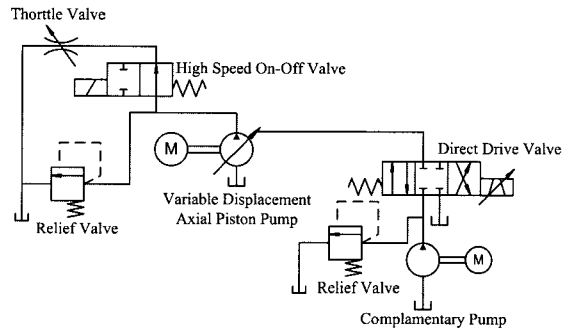 Thorttle Valve
High Speed On-Off Valve
M
Direct Drive Valve
Variable Displacement
Axial Piston Pump
Relief Valve
M
Relief Valve
Complamentary Pump